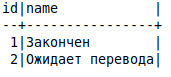 id|name            |
--+----------------+
 1|Закончен        |
 2|Ожидает перевода|